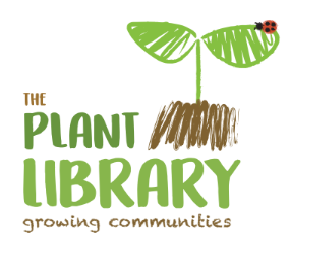 THE
PLANT
LIBRARY
growing communities